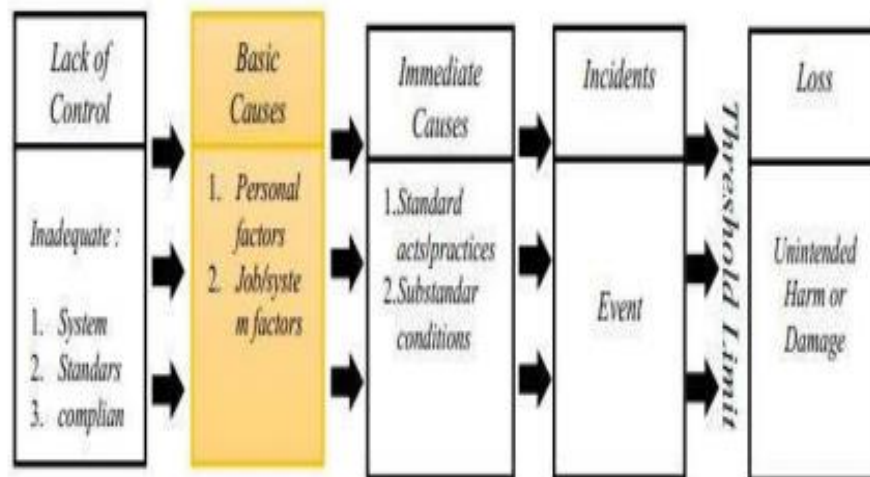 Lack of
Control
Inadequate :
1. System
2. Standars
3. complian
Basic
Causes
1. Personal
factors
2. Job/syste
m factors
Immediate
Causes
1.Standard
acts/practices
2.Substandar
conditions
Incidents
Event
Threshold Limit
Loss
Unintended
Harm or
Damage